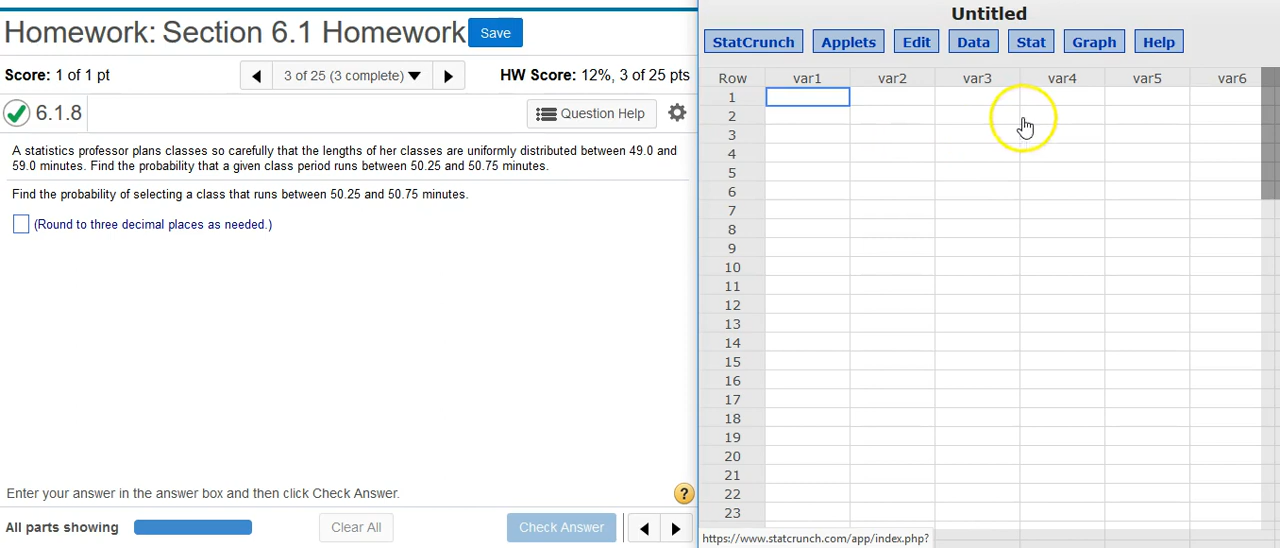 Homework: Section 6.1 Homework Save
Score: 1 of 1 pt 3 of 25 (3 complete) HW Score: 12%, 3 of 25 pts
6.1.8 Question Help
A statistics professor plans classes so carefully that the lengths of her classes are uniformly distributed between 49.0 and
59.0 minutes. Find the probability that a given class period runs between 50.25 and 50.75 minutes.
Find the probability of selecting a class that runs between 50.25 and 50.75 minutes.
(Round to three decimal places as needed.)
Enter your answer in the answer box and then click Check Answer.
?
All parts showing Clear All Check Answer
Untitled
StatCrunch Applets Edit Data Stat Graph Help
Row var1 var2 var3 var4 var5 var6
1
2
3
4
5
6
7
8
9
10
11
12
13
14
15
16
17
18
19
20
21
22
23
https://www.statcrunch.com/app/index.php?